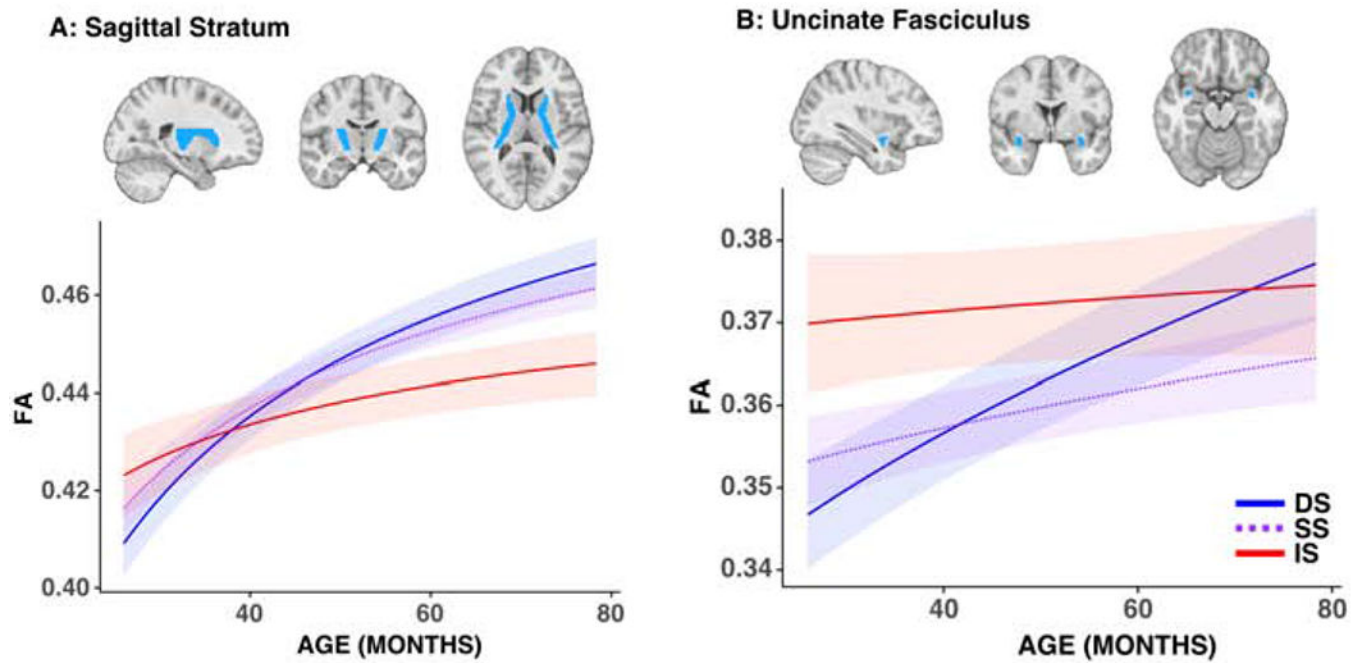 A: Sagittal Stratum
FA
0.46
0.44
0.42
0.40
40 60 80
AGE (MONTHS)
B: Uncinate Fasciculus
FA
0.38
0.37
0.36
0.35
0.34
40 60 80
AGE (MONTHS)
DS
SS
IS